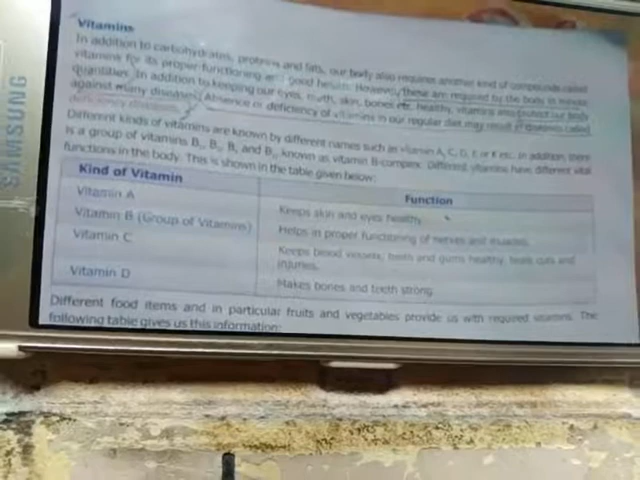 SAMSUNG
Vitamins
In addition to carbohydrates, proteins and fats, our body also requires another kind of compounds called
vitamins for its proper functioning and good health. However, these are required by the body in minute
quantities. In addition to keeping our eyes, teeth, skin, bones etc. healthy, vitamins also protect our body
against many diseases. Absence or deficiency of vitamins in our regular diet may result in diseases called
deficiency diseases.
Different kinds of vitamins are known by different names such as vitamin A, C, D, E or K etc. In addition, there
is a group of vitamins B, B, B, and B, known as vitamin B-complex. Different vitamins have different vital
functions in the body. This is shown in the table given below:
Kind of Vitamin Function
Vitamin A Keeps skin and eyes healthy
Vitamin B (Group of Vitamins) Helps in proper functioning of nerves and muscles.
Vitamin C Keeps blood vessels, teeth and gums healthy, heals cuts and
injuries.
Vitamin D Makes bones and teeth strong
Different food items and in particular fruits and vegetables provide us with required vitamins. The
following table gives us this information: